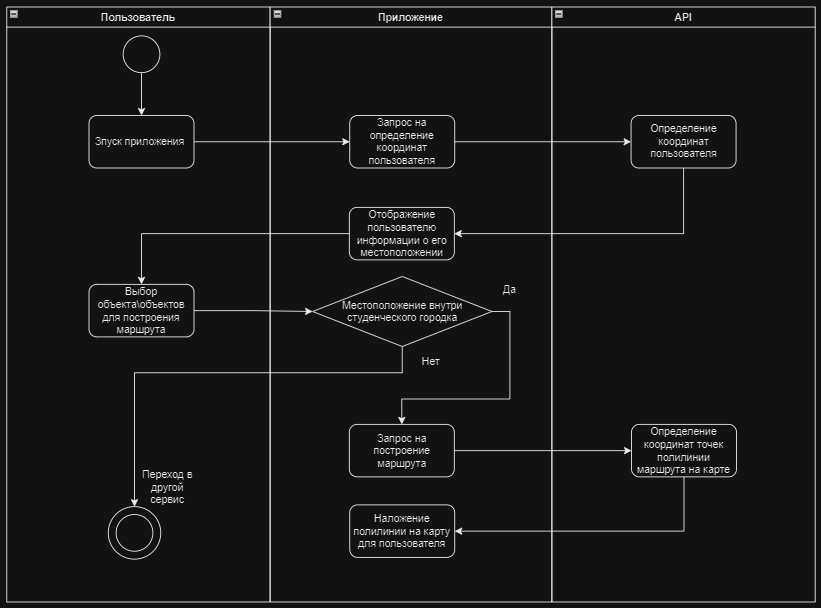 Пользователь
Приложение
API
Зпуск приложения
Запрос на
определение
координат
пользователя
Определение
координат
пользователя
Отображение
пользователю
информации о его
местоположении
Выбор
объекта\объектов
для построения
маршрута
Местоположение внутри
студенческого городка
Да
Нет
Запрос на
построение
маршрута
Определение
координат точек
полилинии
маршрута на карте
Переход в
другой
сервис
Наложение
полилинии на карту
для пользователя